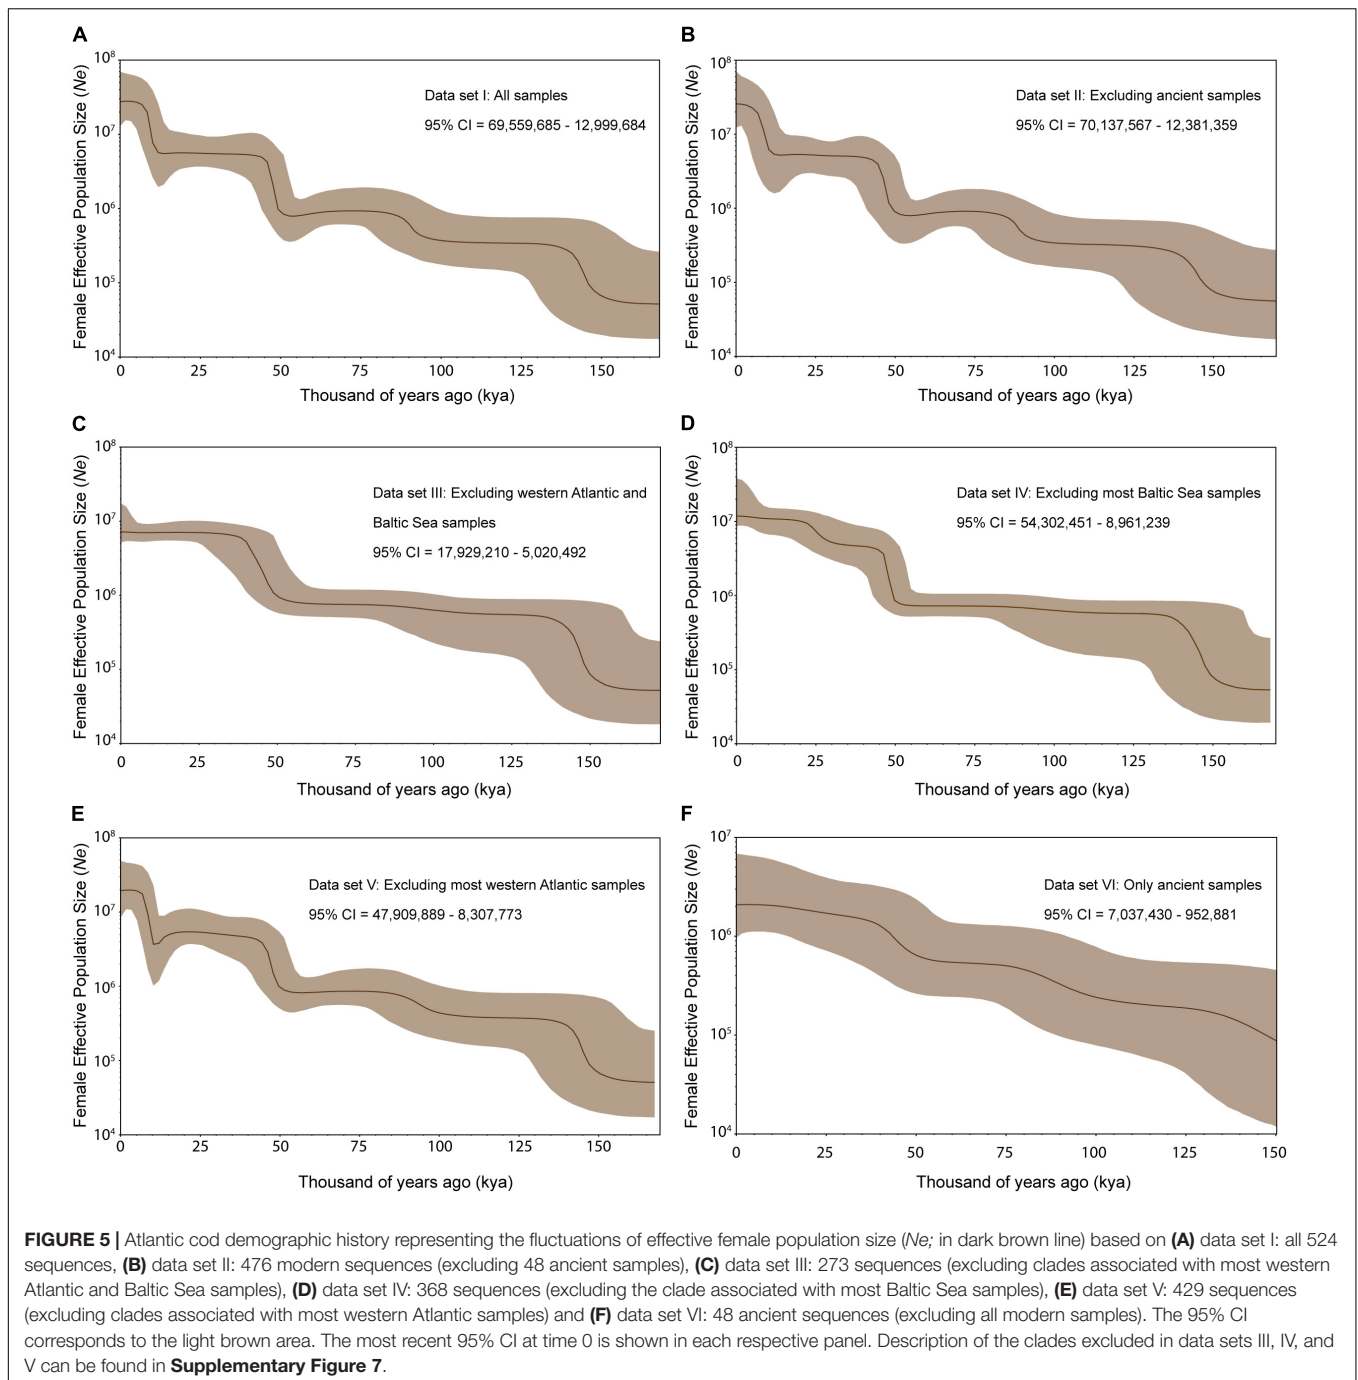 A
10⁸
10⁷
10⁶
10⁵
10⁴
Female Effective Population Size (Ne)
Data set I: All samples
95% CI = 69,559,685 - 12,999,684
0 25 50 75 100 125 150
Thousand of years ago (kya)
B
10⁸
10⁷
10⁶
10⁵
10⁴
Female Effective Population Size (Ne)
Data set II: Excluding ancient samples
95% CI = 70,137,567 - 12,381,359
0 25 50 75 100 125 150
Thousand of years ago (kya)
C
10⁸
10⁷
10⁶
10⁵
10⁴
Female Effective Population Size (Ne)
Data set III: Excluding western Atlantic and
Baltic Sea samples
95% CI = 17,929,210 - 5,020,492
0 25 50 75 100 125 150
Thousand of years ago (kya)
D
10⁸
10⁷
10⁶
10⁵
10⁴
Female Effective Population Size (Ne)
Data set IV: Excluding most Baltic Sea samples
95% CI = 54,302,451 - 8,961,239
0 25 50 75 100 125 150
Thousand of years ago (kya)
E
10⁸
10⁷
10⁶
10⁵
10⁴
Female Effective Population Size (Ne)
Data set V: Excluding most western Atlantic samples
95% CI = 47,909,889 - 8,307,773
0 25 50 75 100 125 150
Thousand of years ago (kya)
F
10⁷
10⁶
10⁵
10⁴
Female Effective Population Size (Ne)
Data set VI: Only ancient samples
95% CI = 7,037,430 - 952,881
0 25 50 75 100 125 150
Thousand of years ago (kya)
FIGURE 5 | Atlantic cod demographic history representing the fluctuations of effective female population size (Ne; in dark brown line) based on (A) data set I: all 524
sequences, (B) data set II: 476 modern sequences (excluding 48 ancient samples), (C) data set III: 273 sequences (excluding clades associated with most western
Atlantic and Baltic Sea samples), (D) data set IV: 368 sequences (excluding the clade associated with most Baltic Sea samples), (E) data set V: 429 sequences
(excluding clades associated with most western Atlantic samples) and (F) data set VI: 48 ancient sequences (excluding all modern samples). The 95% CI
corresponds to the light brown area. The most recent 95% CI at time 0 is shown in each respective panel. Description of the clades excluded in data sets III, IV, and
V can be found in Supplementary Figure 7.